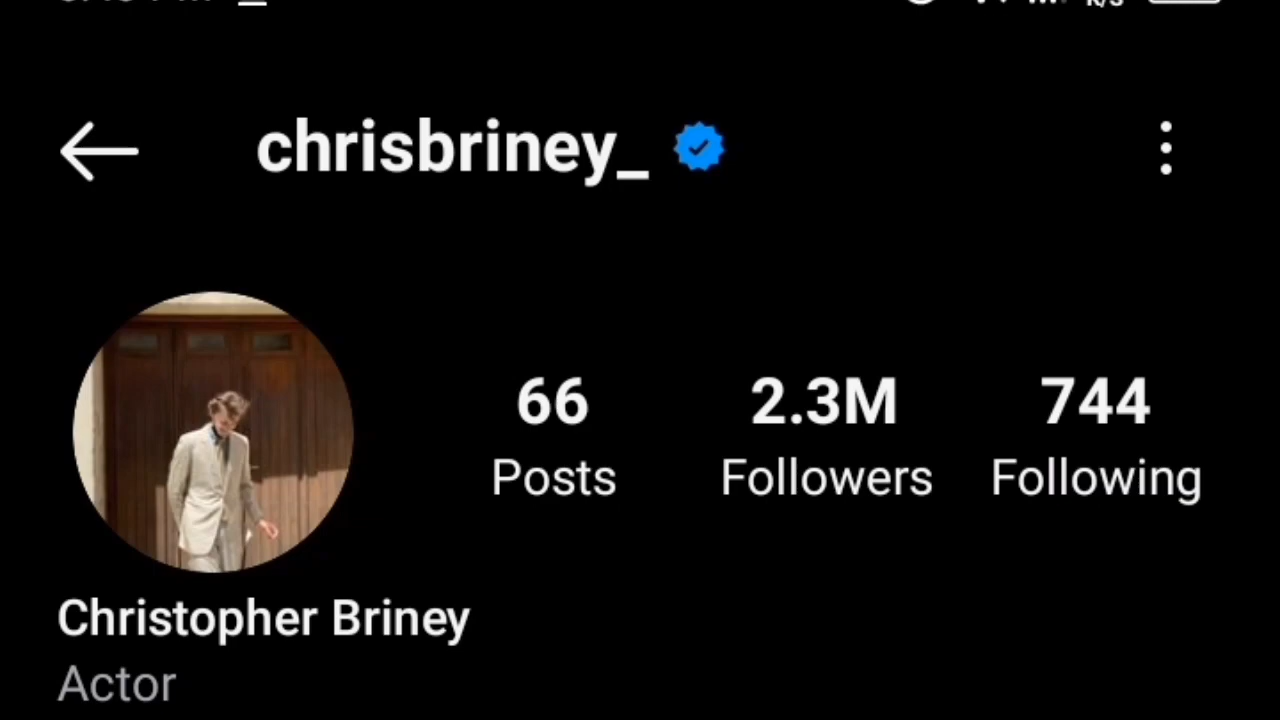 chrisbriney_
66 2.3M 744
Posts Followers Following
Christopher Briney
Actor